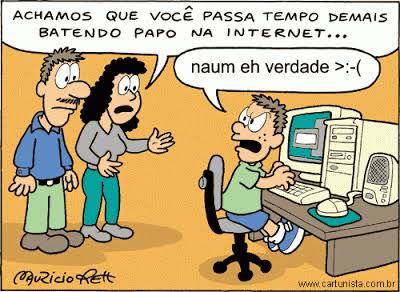 ACHAMOS QUE VOCÊ PASSA TEMPO DEMAIS
BATENDO PAPO NA INTERNET...
naum eh verdade >:-(
MAURICIO RETT
www.cartunista.com.br